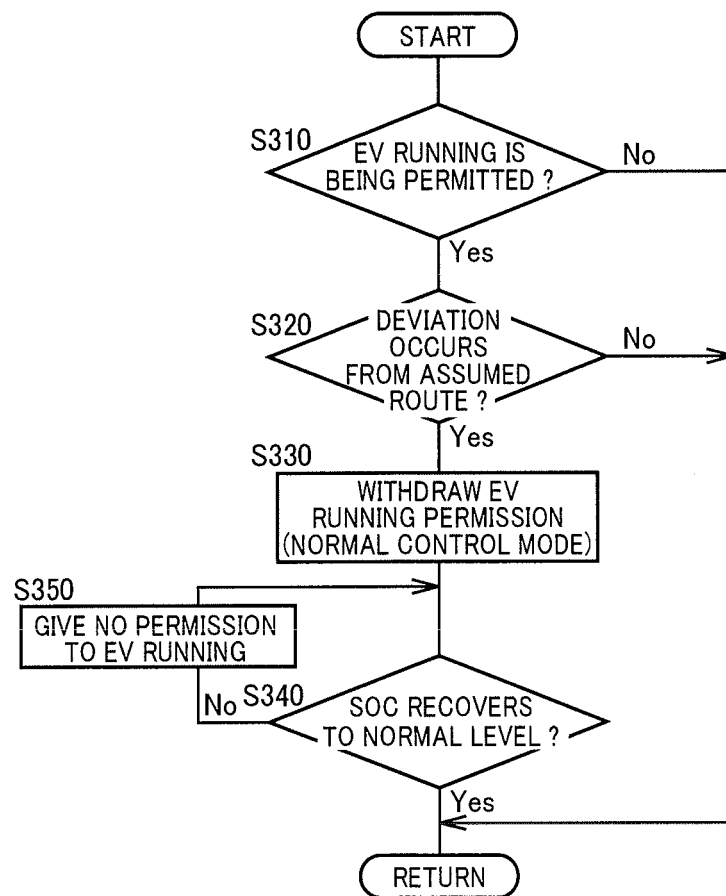 START
S310
EV RUNNING IS
BEING PERMITTED ?
No
Yes
S320
DEVIATION
OCCURS
FROM ASSUMED
ROUTE ?
No
Yes
S330
WITHDRAW EV
RUNNING PERMISSION
(NORMAL CONTROL MODE)
S350
GIVE NO PERMISSION
TO EV RUNNING
No
S340
SOC RECOVERS
TO NORMAL LEVEL ?
Yes
RETURN